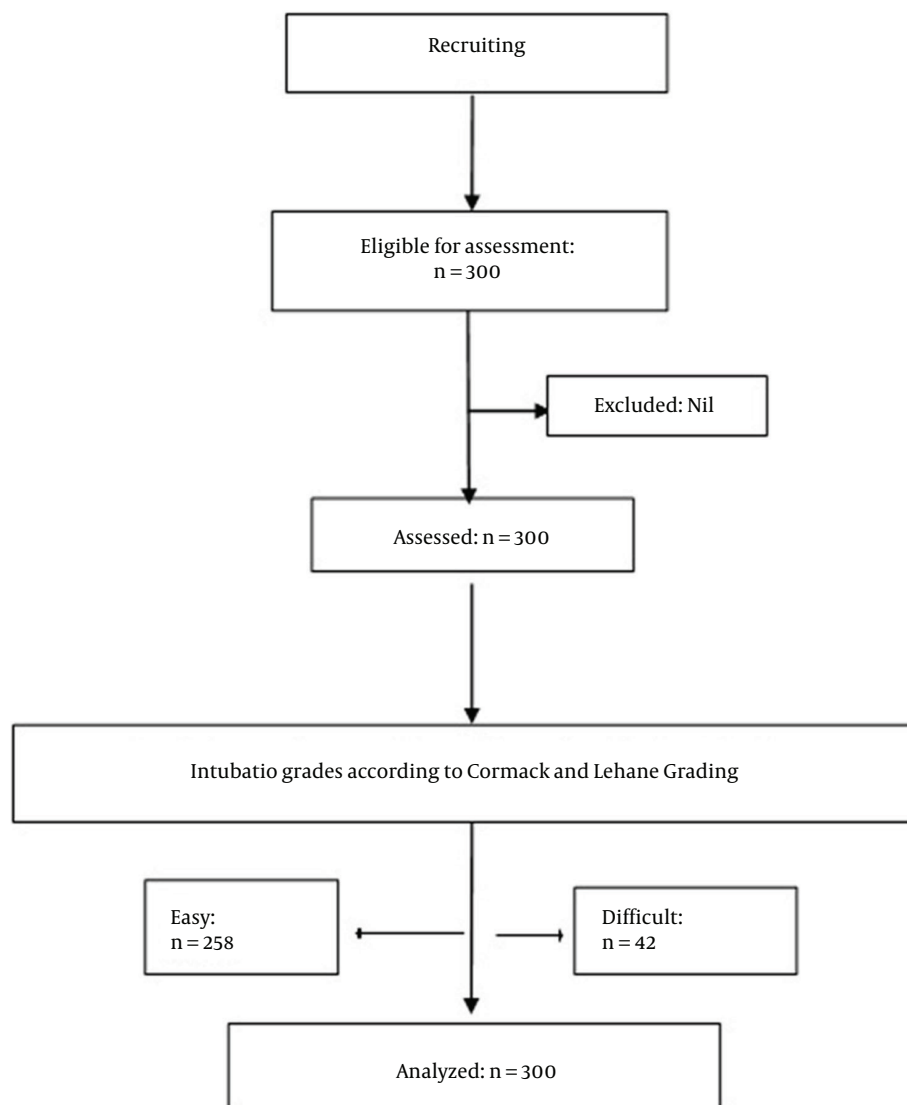 Recruiting
Eligible for assessment:
n = 300
Excluded: Nil
Assessed: n = 300
Intubatio grades according to Cormack and Lehane Grading
Easy:
n = 258
Difficult:
n = 42
Analyzed: n = 300